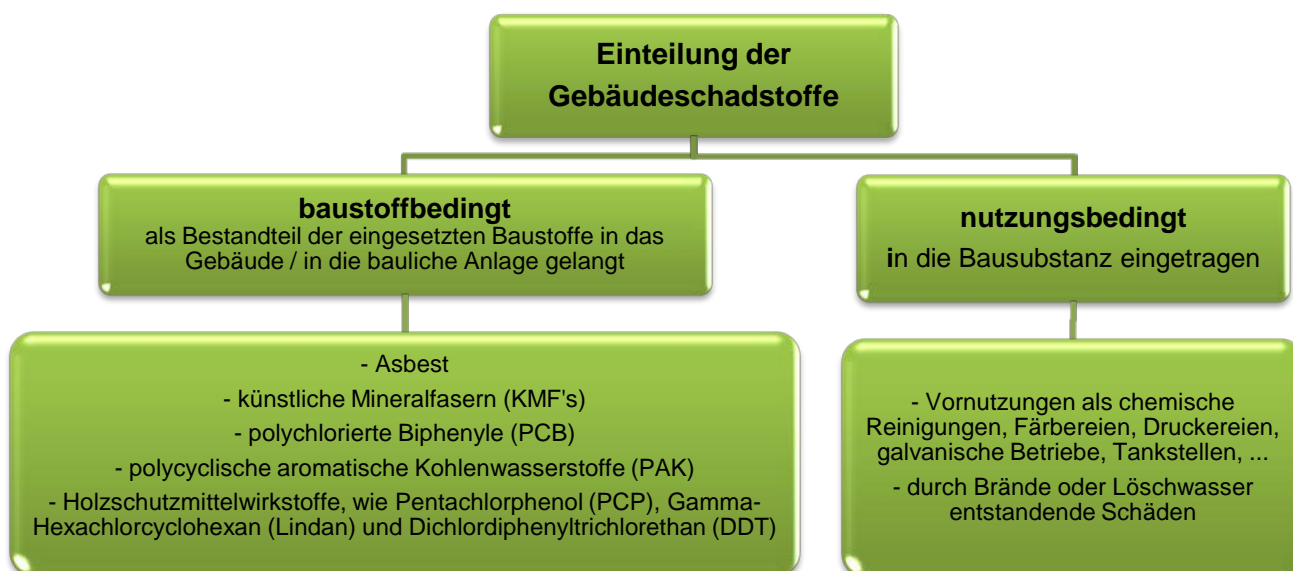 Einteilung der
Gebäudeschadstoffe
baustoffbedingt
als Bestandteil der eingesetzten Baustoffe in das
Gebäude / in die bauliche Anlage gelangt
nutzungsbedingt
in die Bausubstanz eingetragen
- Asbest
- künstliche Mineralfasern (KMF's)
- polychlorierte Biphenyle (PCB)
- polycyclische aromatische Kohlenwasserstoffe (PAK)
- Holzschutzmittelwirkstoffe, wie Pentachlorphenol (PCP), Gamma-
Hexachlorcyclohexan (Lindan) und Dichlordiphenyltrichlorethan (DDT)
- Vornutzungen als chemische
Reinigungen, Färbereien, Druckereien,
galvanische Betriebe, Tankstellen, ...
- durch Brände oder Löschwasser
entstandende Schäden